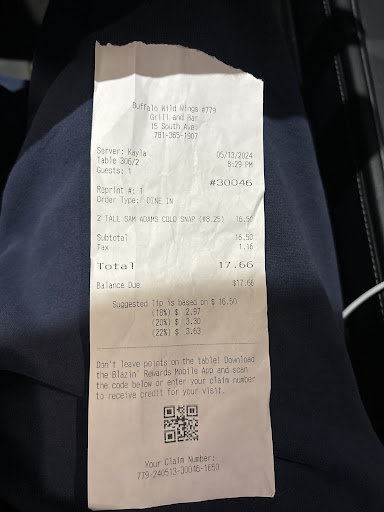 Buffalo Wild Wings #779
Grill and Bar
15 South Ave.
781-365-1907
Server: Kayla 05/13/2024
Table 306/2 8:29 PM
Guests: 1
#30046
Reprint #: 1
Order Type: DINE IN
2 TALL SAM ADAMS COLD SNAP (@8.25) 16.50
Subtotal 16.50
Tax 1.16
Total 17.66
Balance Due $17.66
Suggested Tip is based on $ 16.50
(18%) $ 2.97
(20%) $ 3.30
(22%) $ 3.63
Don't leave points on the table! Download
the Blazin' Rewards Mobile App and scan
the code below or enter your claim number
to receive credit for your visit.
Your Claim Number:
779-240513-30046-1650